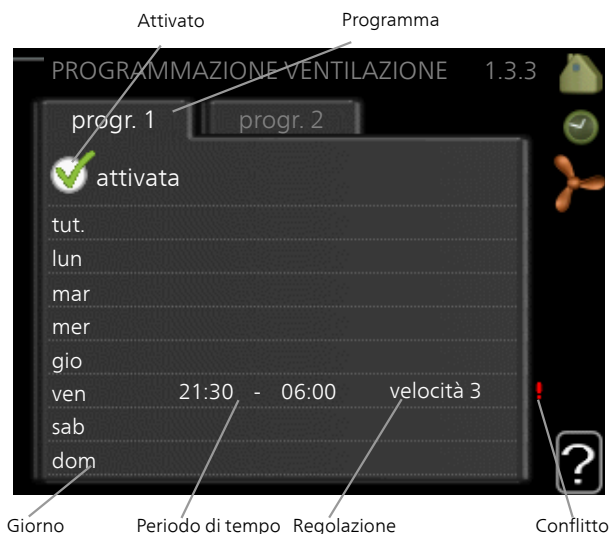 Attivato Programma
PROGRAMMAZIONE VENTILAZIONE 1.3.3
progr. 1 progr. 2
attivata
tut.
lun
mar
mer
gio
ven 21:30 - 06:00 velocità 3 !
sab
dom
?
Giorno Periodo di tempo Regolazione Conflitto